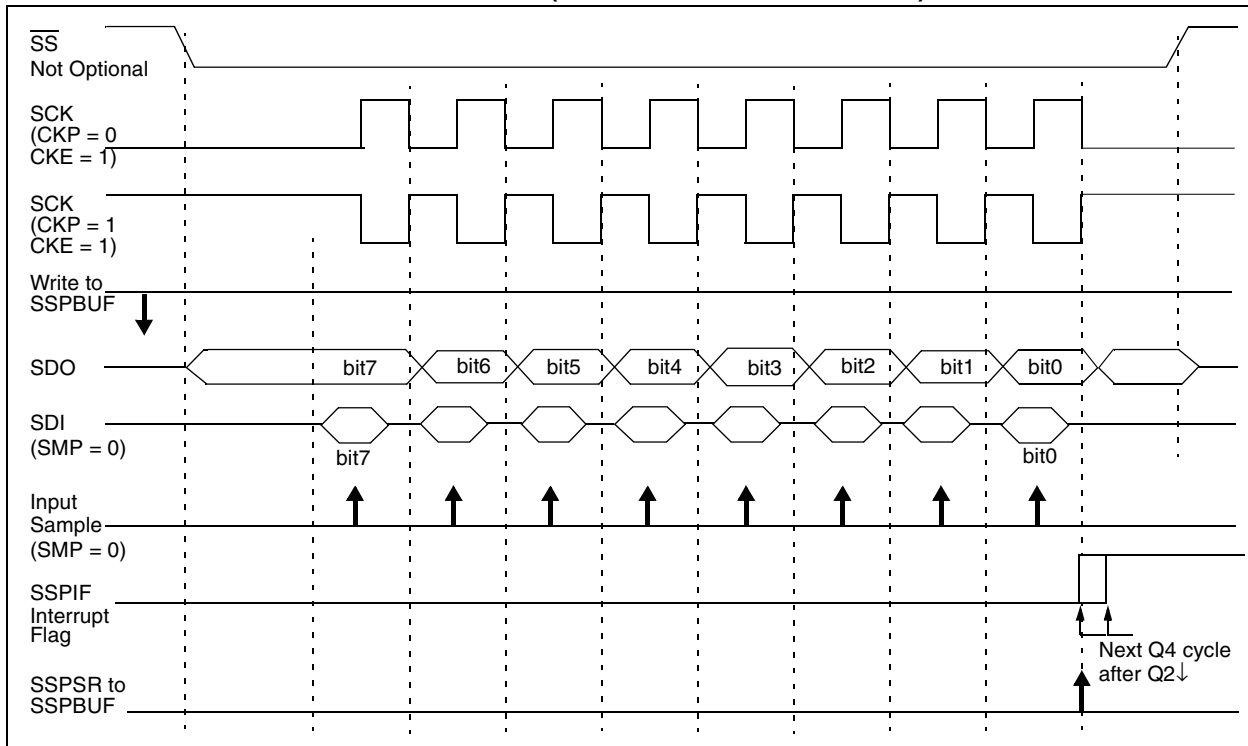 SS
Not Optional
SCK
(CKP = 0
CKE = 1)
SCK
(CKP = 1
CKE = 1)
Write to
SSPBUF
SDO
bit7 bit6 bit5 bit4 bit3 bit2 bit1 bit0
SDI
(SMP = 0)
bit7 bit0
Input
Sample
(SMP = 0)
SSPIF
Interrupt
Flag
Next Q4 cycle
after Q2↓
SSPSR to
SSPBUF